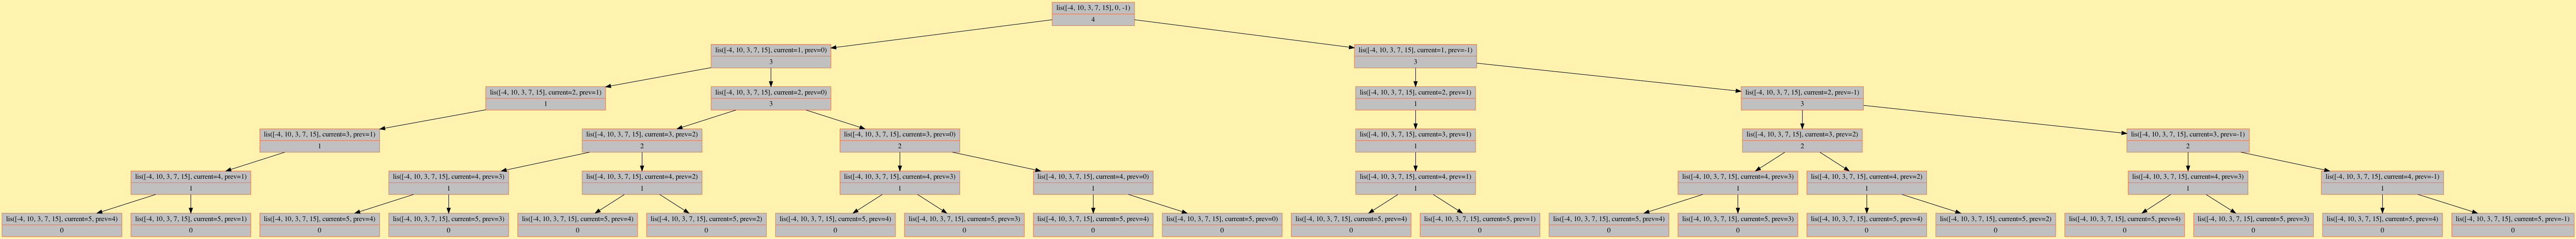 lis([-4, 10, 3, 7, 15], 0, -1)
4
lis([-4, 10, 3, 7, 15], current=1, prev=0)
3
lis([-4, 10, 3, 7, 15], current=1, prev=-1)
3
lis([-4, 10, 3, 7, 15], current=2, prev=1)
1
lis([-4, 10, 3, 7, 15], current=2, prev=0)
3
lis([-4, 10, 3, 7, 15], current=2, prev=1)
1
lis([-4, 10, 3, 7, 15], current=2, prev=-1)
3
lis([-4, 10, 3, 7, 15], current=3, prev=1)
1
lis([-4, 10, 3, 7, 15], current=3, prev=2)
2
lis([-4, 10, 3, 7, 15], current=3, prev=0)
2
lis([-4, 10, 3, 7, 15], current=3, prev=1)
1
lis([-4, 10, 3, 7, 15], current=3, prev=2)
2
lis([-4, 10, 3, 7, 15], current=3, prev=-1)
2
lis([-4, 10, 3, 7, 15], current=4, prev=1)
1
lis([-4, 10, 3, 7, 15], current=4, prev=3)
1
lis([-4, 10, 3, 7, 15], current=4, prev=2)
1
lis([-4, 10, 3, 7, 15], current=4, prev=3)
1
lis([-4, 10, 3, 7, 15], current=4, prev=0)
1
lis([-4, 10, 3, 7, 15], current=4, prev=1)
1
lis([-4, 10, 3, 7, 15], current=4, prev=3)
1
lis([-4, 10, 3, 7, 15], current=4, prev=2)
1
lis([-4, 10, 3, 7, 15], current=4, prev=3)
1
lis([-4, 10, 3, 7, 15], current=4, prev=-1)
1
lis([-4, 10, 3, 7, 15], current=5, prev=4)
0
lis([-4, 10, 3, 7, 15], current=5, prev=1)
0
lis([-4, 10, 3, 7, 15], current=5, prev=4)
0
lis([-4, 10, 3, 7, 15], current=5, prev=3)
0
lis([-4, 10, 3, 7, 15], current=5, prev=4)
0
lis([-4, 10, 3, 7, 15], current=5, prev=2)
0
lis([-4, 10, 3, 7, 15], current=5, prev=4)
0
lis([-4, 10, 3, 7, 15], current=5, prev=3)
0
lis([-4, 10, 3, 7, 15], current=5, prev=4)
0
lis([-4, 10, 3, 7, 15], current=5, prev=0)
0
lis([-4, 10, 3, 7, 15], current=5, prev=4)
0
lis([-4, 10, 3, 7, 15], current=5, prev=1)
0
lis([-4, 10, 3, 7, 15], current=5, prev=4)
0
lis([-4, 10, 3, 7, 15], current=5, prev=3)
0
lis([-4, 10, 3, 7, 15], current=5, prev=4)
0
lis([-4, 10, 3, 7, 15], current=5, prev=2)
0
lis([-4, 10, 3, 7, 15], current=5, prev=4)
0
lis([-4, 10, 3, 7, 15], current=5, prev=3)
0
lis([-4, 10, 3, 7, 15], current=5, prev=4)
0
lis([-4, 10, 3, 7, 15], current=5, prev=-1)
0